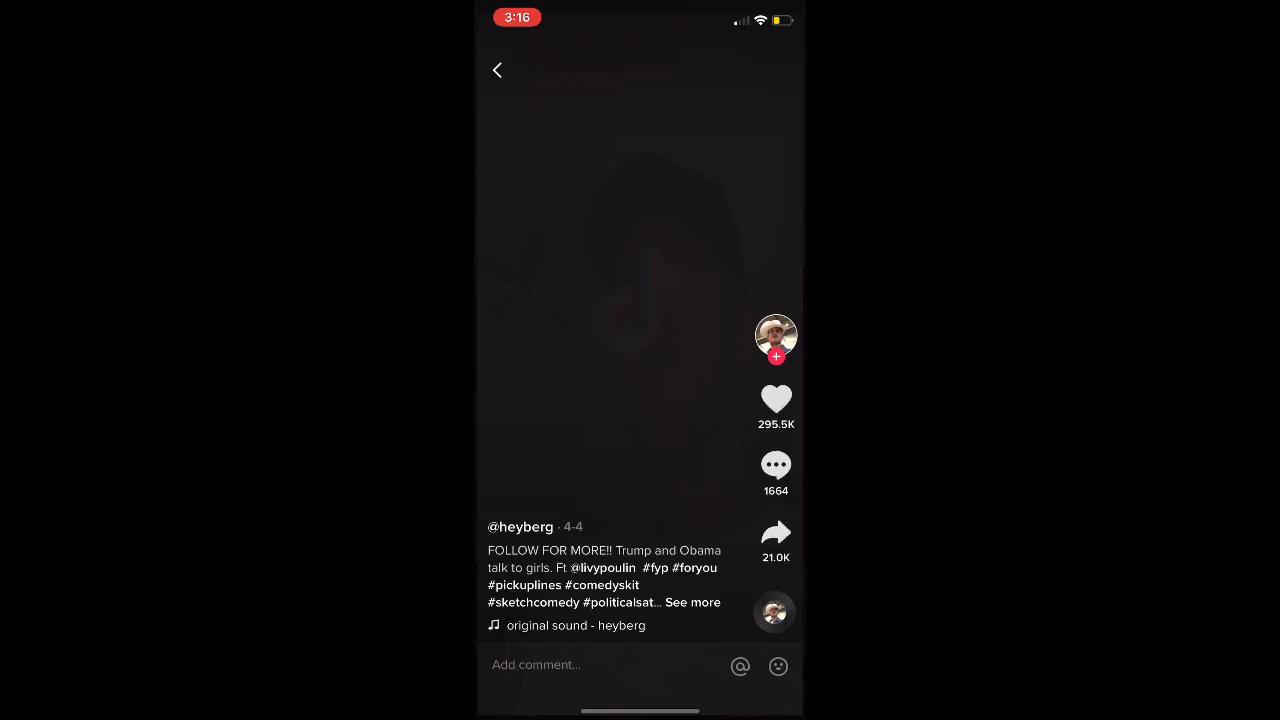 3:16
295.5K
1664
21.0K
@heyberg · 4-4
FOLLOW FOR MORE!! Trump and Obama
talk to girls. Ft @livypoulin #fyp #foryou
#pickuplines #comedyskit
#sketchcomedy #politicalsat... See more
original sound - heyberg
Add comment...